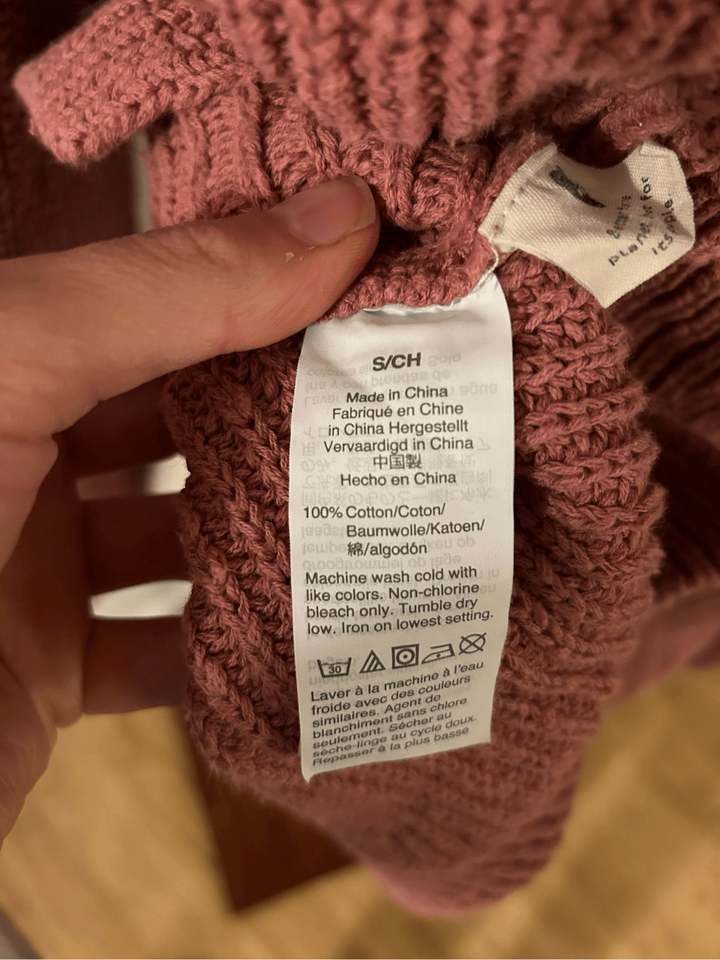 S/CH
Made in China
Fabriqué en Chine
in China Hergestellt
Vervaardigd in China
中国製
Hecho en China
100% Cotton/Coton/
Baumwolle/Katoen/
綿/algodón
Machine wash cold with
like colors. Non-chlorine
bleach only. Tumble dry
low. Iron on lowest setting.
30
Laver à la machine à l'eau
froide avec des couleurs
similaires. Agent de
blanchiment sans chlore
seulement. Sécher au
sèche-linge au cycle doux.
Repasser à la plus basse
planet is for